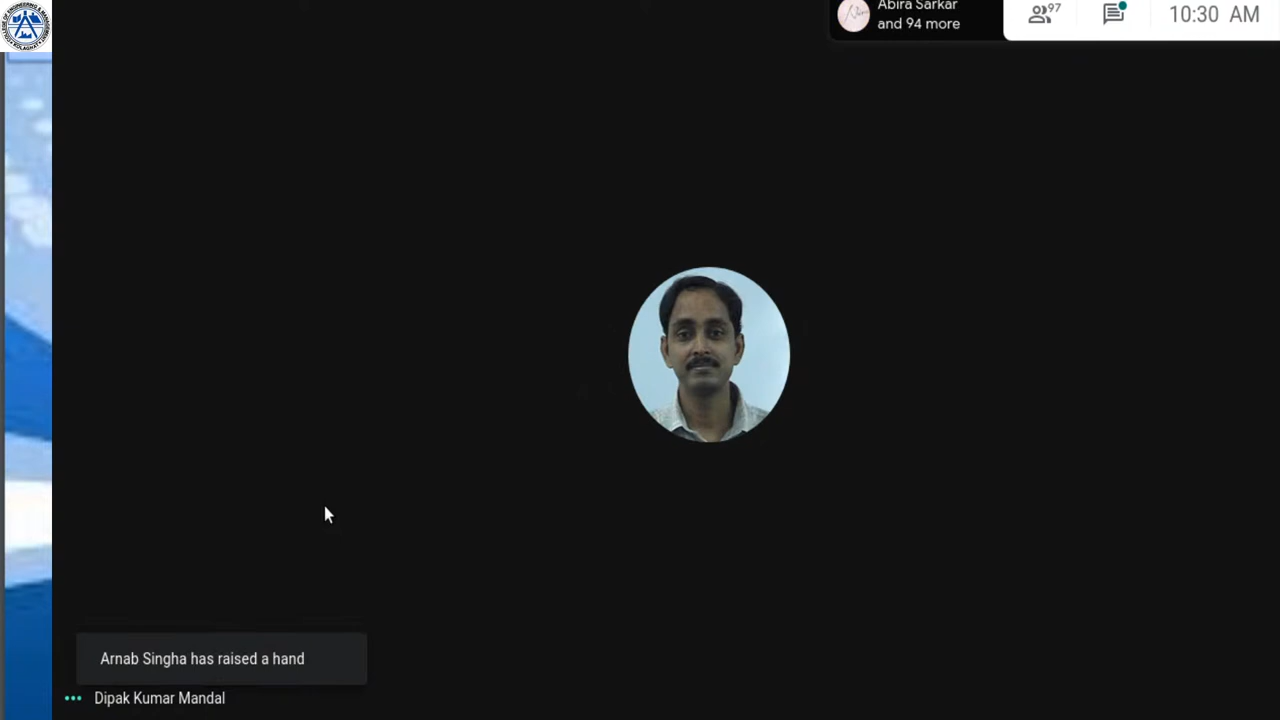 Abira Sarkar
and 94 more
97
10:30 AM
Arnab Singha has raised a hand
Dipak Kumar Mandal